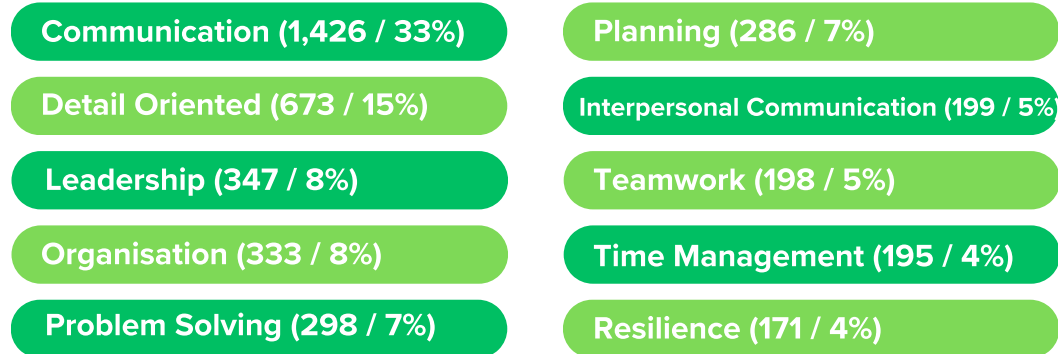 Communication (1,426 / 33%)
Detail Oriented (673 / 15%)
Leadership (347 / 8%)
Organisation (333 / 8%)
Problem Solving (298 / 7%)
Planning (286 / 7%)
Interpersonal Communication (199 / 5%)
Teamwork (198 / 5%)
Time Management (195 / 4%)
Resilience (171 / 4%)